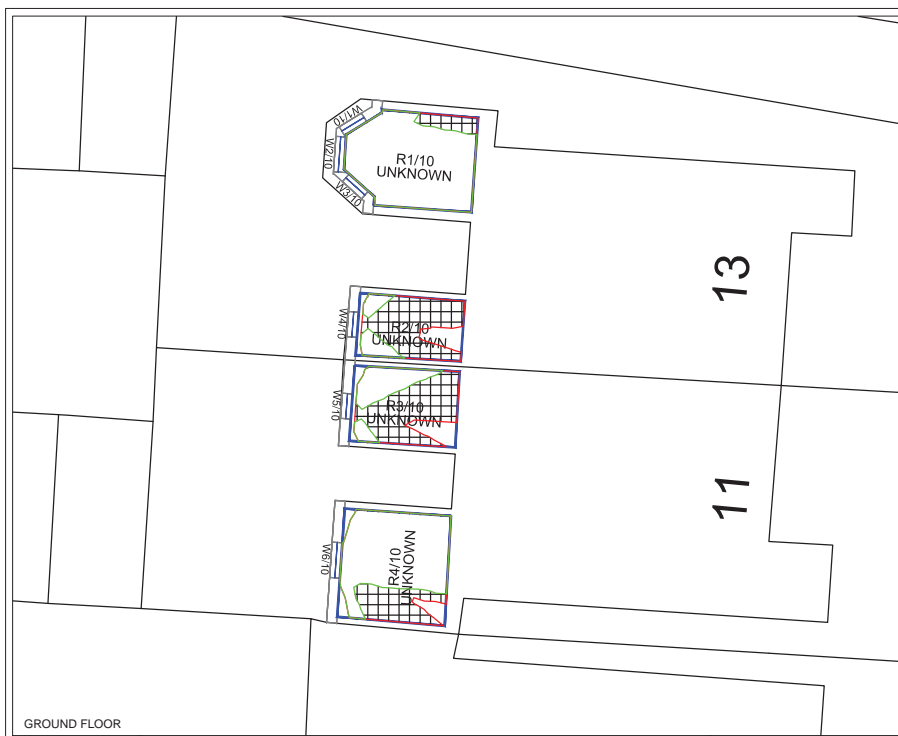 W1/10
W2/10
W3/10
R1/10
UNKNOWN
13
W4/10
R2/10
UNKNOWN
W5/10
R3/10
UNKNOWN
11
W6/10
R4/10
UNKNOWN
GROUND FLOOR